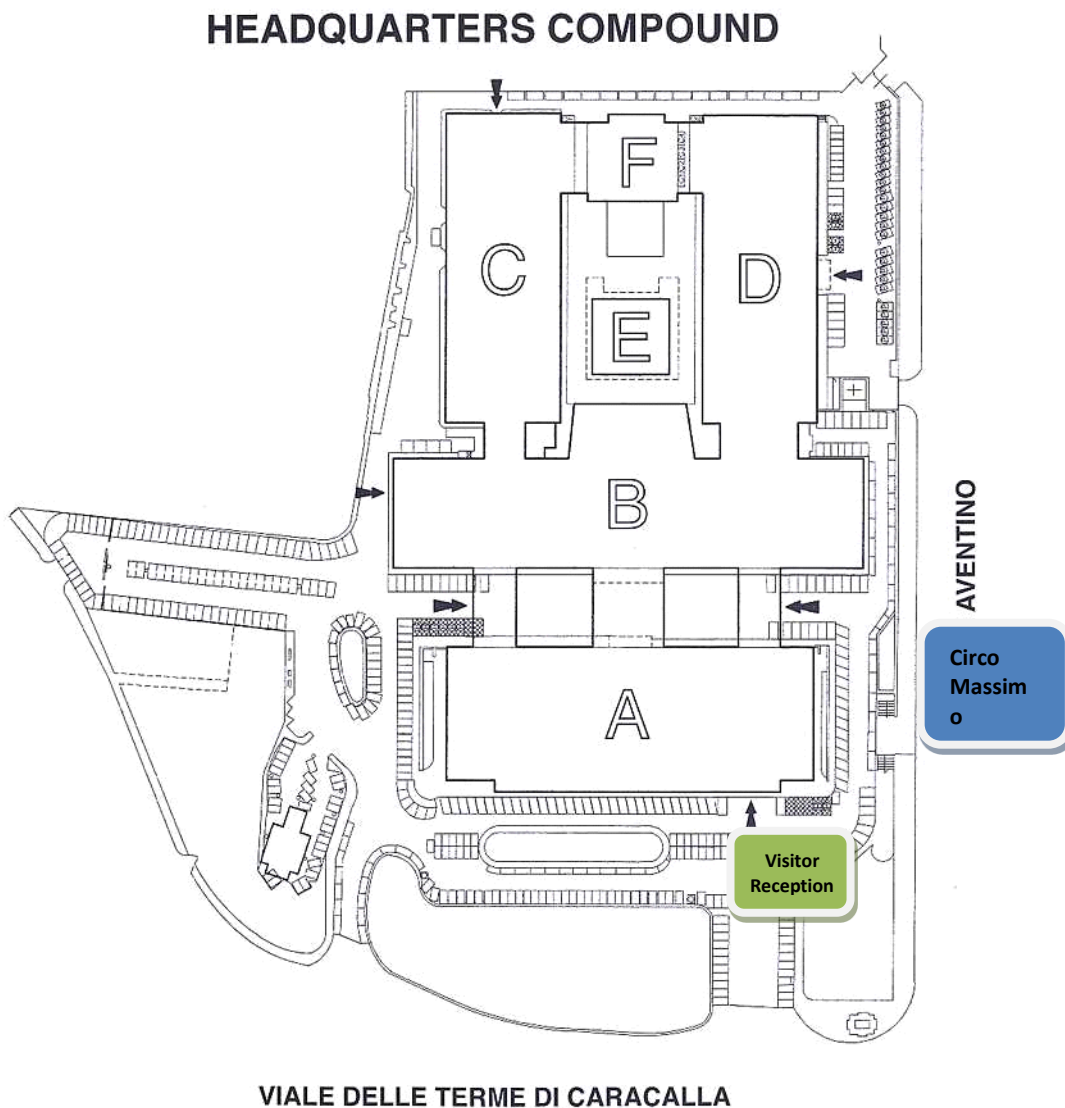 HEADQUARTERS COMPOUND
F
C
D
E
B
AVENTINO
Circo
Massim
o
A
Visitor
Reception
VIALE DELLE TERME DI CARACALLA